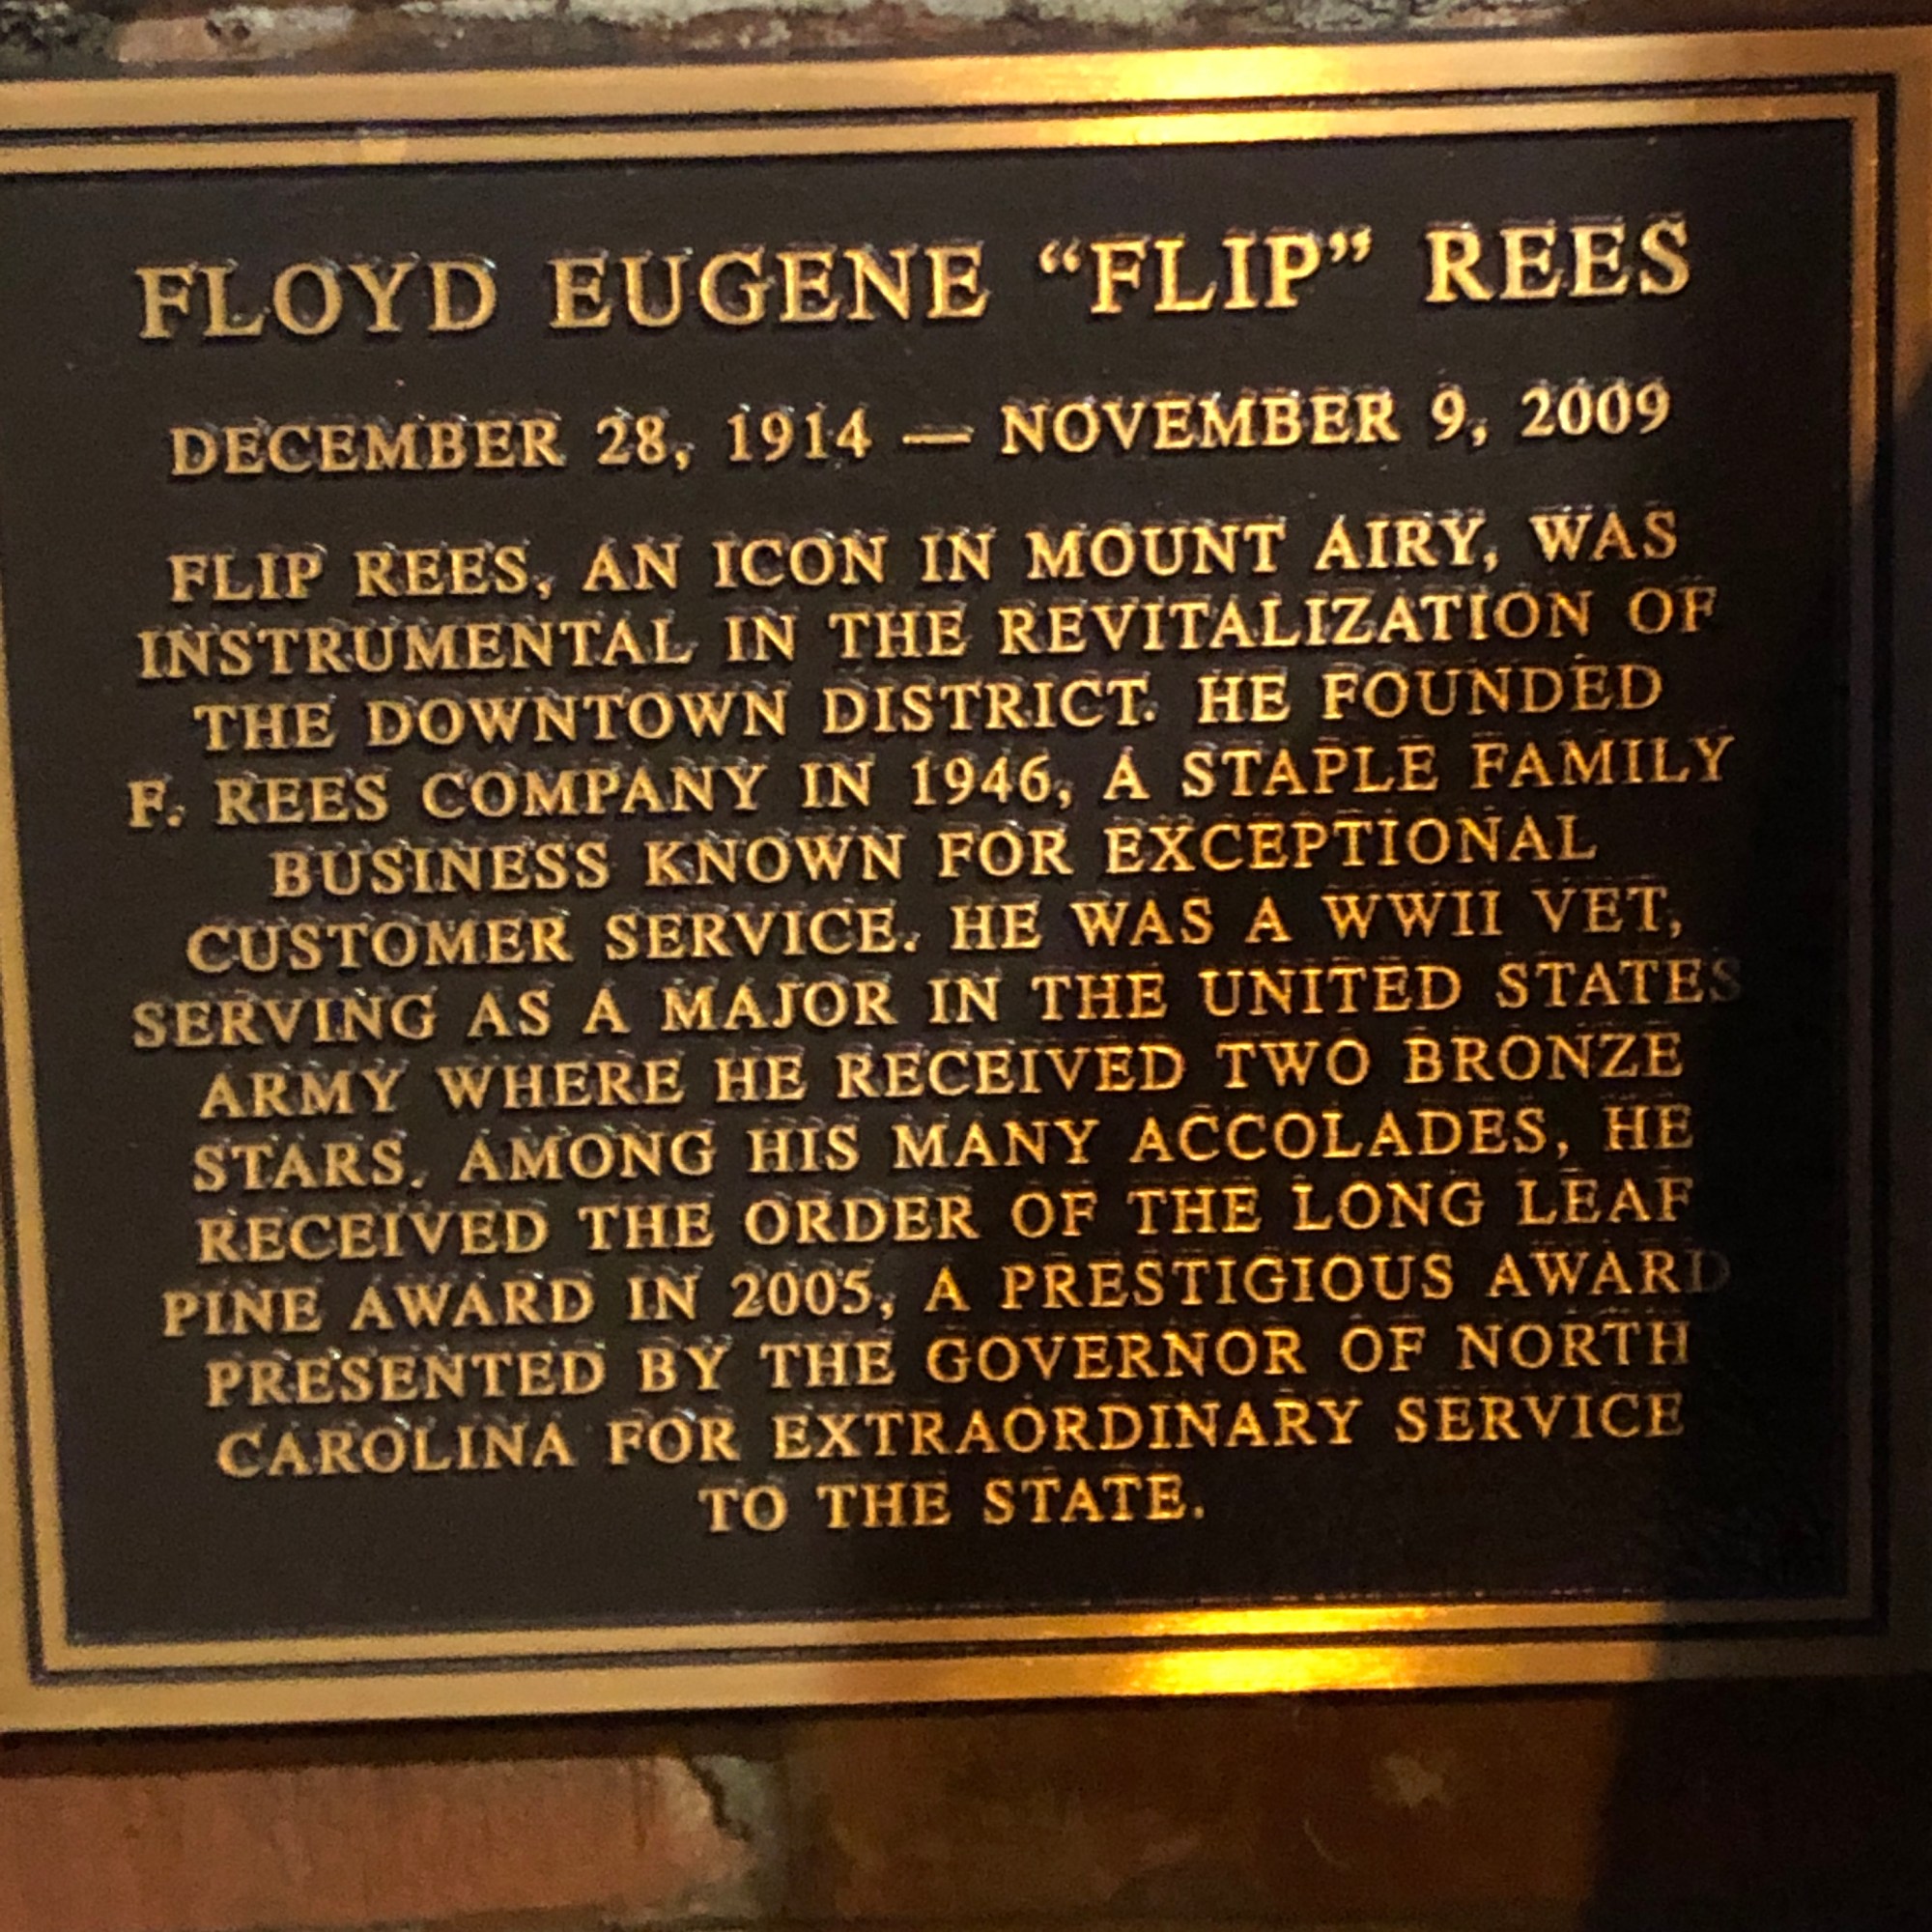 FLOYD EUGENE “FLIP” REES
DECEMBER 28, 1914 — NOVEMBER 9, 2009
FLIP REES, AN ICON IN MOUNT AIRY, WAS
INSTRUMENTAL IN THE REVITALIZATION OF
THE DOWNTOWN DISTRICT. HE FOUNDED
F. REES COMPANY IN 1946, A STAPLE FAMILY
BUSINESS KNOWN FOR EXCEPTIONAL
CUSTOMER SERVICE. HE WAS A WWII VET,
SERVING AS A MAJOR IN THE UNITED STATES
ARMY WHERE HE RECEIVED TWO BRONZE
STARS. AMONG HIS MANY ACCOLADES, HE
RECEIVED THE ORDER OF THE LONG LEAF
PINE AWARD IN 2005, A PRESTIGIOUS AWARD
PRESENTED BY THE GOVERNOR OF NORTH
CAROLINA FOR EXTRAORDINARY SERVICE
TO THE STATE.